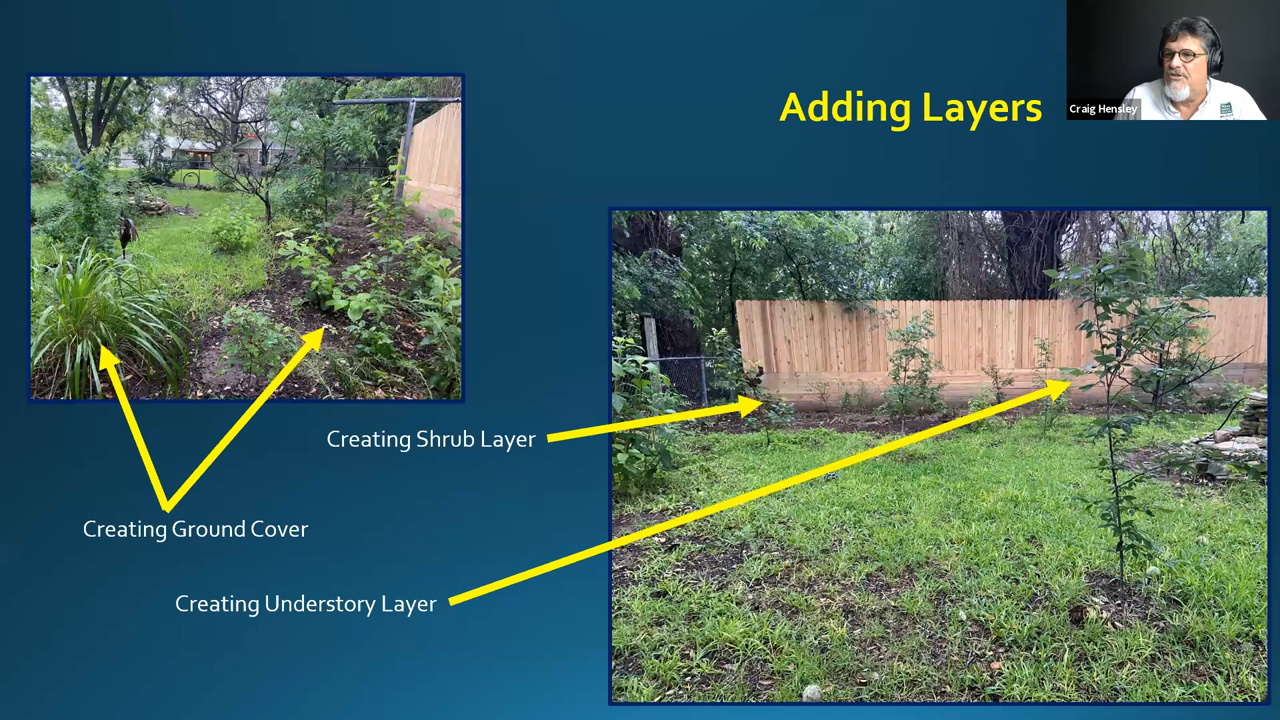 Adding Layers
Craig Hensley
Creating Shrub Layer
Creating Ground Cover
Creating Understory Layer